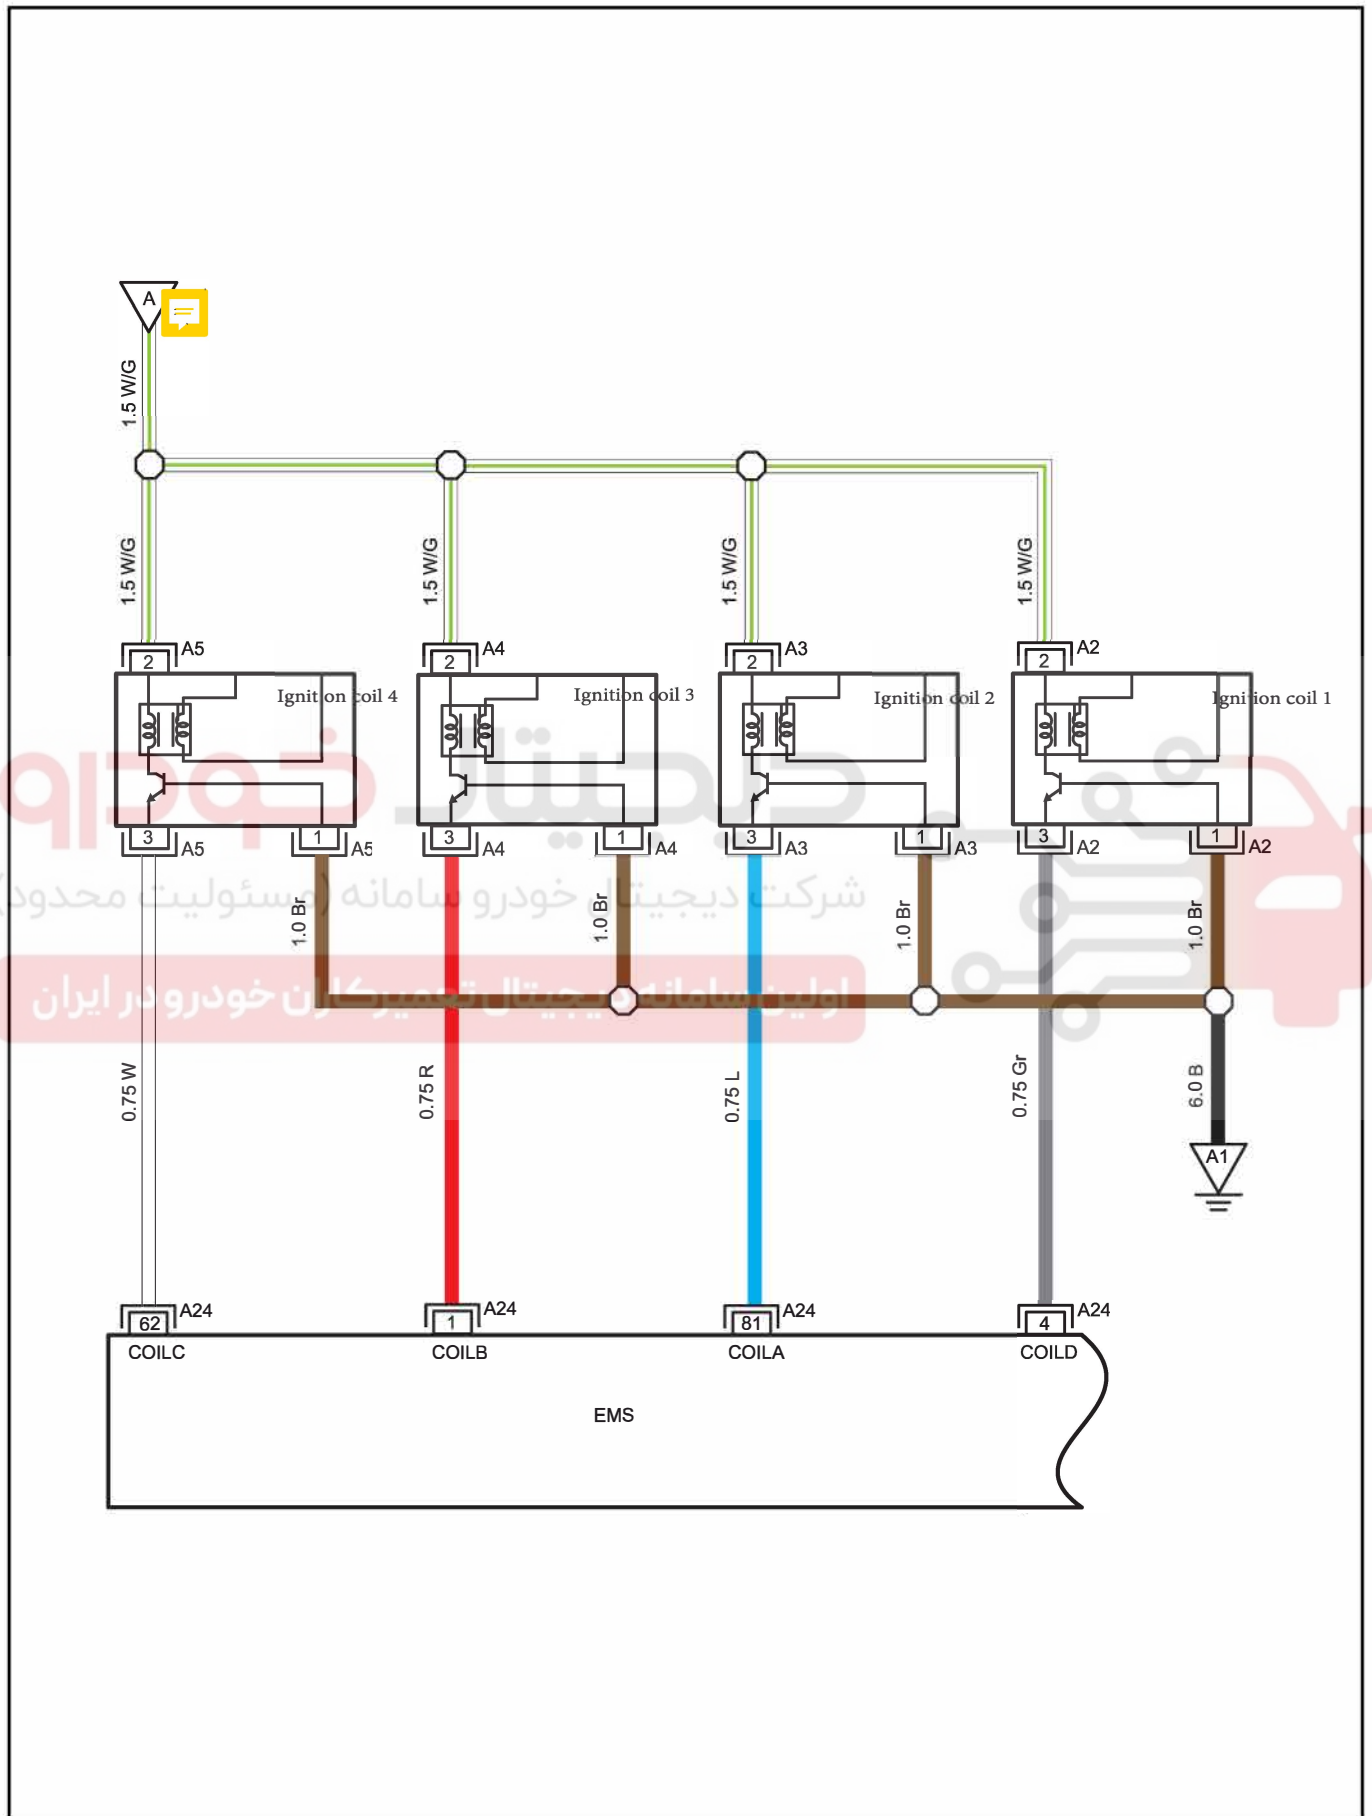 A
1.5 W/G
1.5 W/G
1.5 W/G
1.5 W/G
1.5 W/G
A5
A4
A3
A2
2
2
2
2
Ignition coil 4
Ignition coil 3
Ignition coil 2
Ignition coil 1
دیجیتال خودرو
3 A5 1 A5
3 A4 1 A4
3 A3 1 A3
3 A2 1 A2
شرکت دیجیتال خودرو سامانه (مسئولیت محدود)
1.0 Br
1.0 Br
1.0 Br
1.0 Br
اولین سامانه دیجیتال تعمیرکاران خودرو در ایران
0.75 W
0.75 R
0.75 L
0.75 Gr
6.0 B
A1
62 A24
1 A24
81 A24
4 A24
COILC
COILB
COILA
COILD
EMS